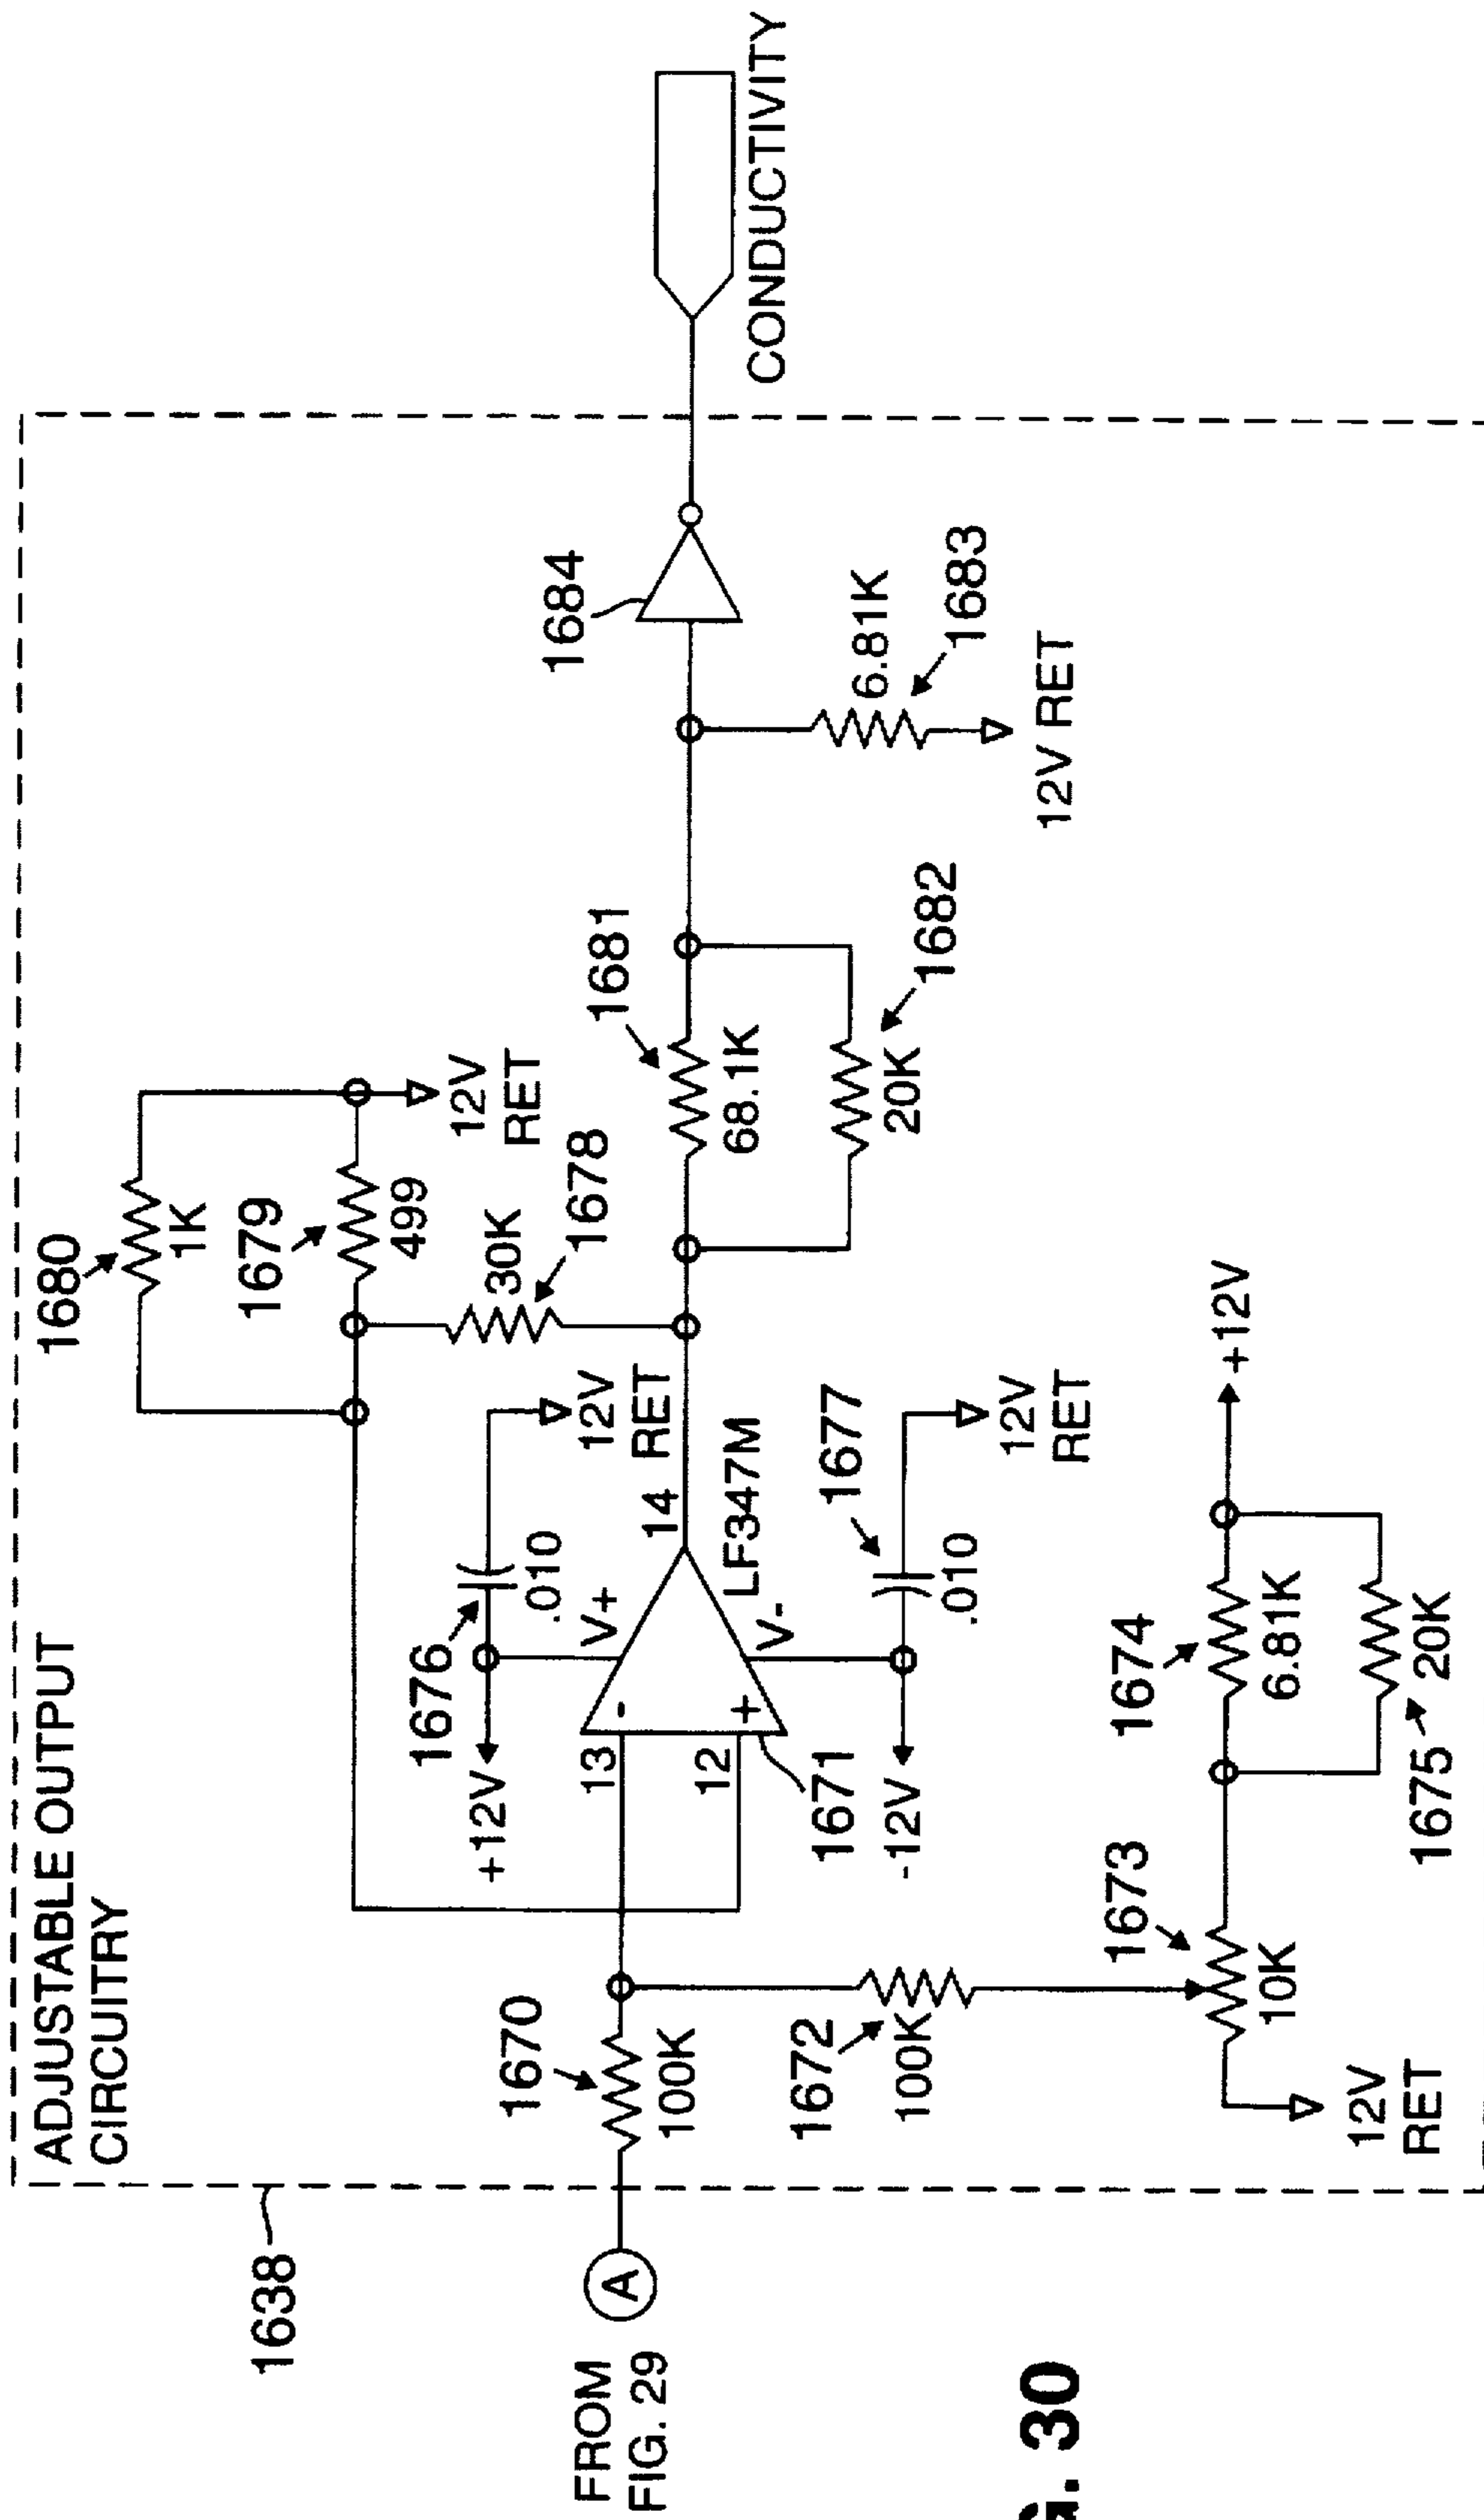 ADJUSTABLE OUTPUT
CIRCUITRY
1638
FROM
FIG. 29
A
1670
100K
1672
100K
1673
10K
12V
RET
1674
6.81K
1675
20K
+12V
1676
.010
+12V
V+
12V
RET
13
-
12
+
14
LF347M
1671
V-
-12V
1677
.010
12V
RET
1680
1K
1679
499
12V
RET
30K
1678
1681
68.1K
20K
1682
1684
6.81K
1683
12V RET
CONDUCTIVITY
G. 30